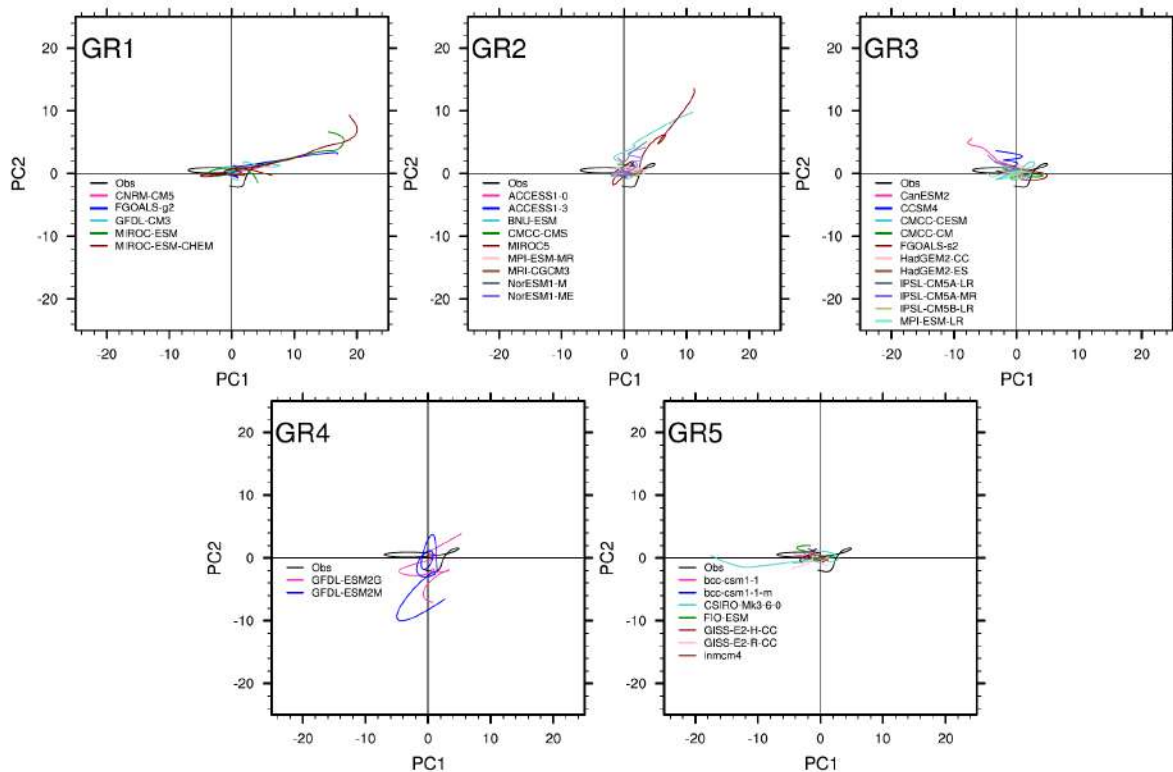 GR1
20
10
0
-10
-20
PC2
Obs
CNRM-CM5
FGOALS-g2
GFDL-CM3
MIROC-ESM
MIROC-ESM-CHEM
-20 -10 0 10 20
PC1
GR2
20
10
0
-10
-20
PC2
Obs
ACCESS1-0
ACCESS1-3
BNU-ESM
CMCC-CMS
MIROC5
MPI-ESM-MR
MRI-CGCM3
NorESM1-M
NorESM1-ME
-20 -10 0 10 20
PC1
GR3
20
10
0
-10
-20
PC2
Obs
CanESM2
CCSM4
CMCC-CESM
CMCC-CM
FGOALS-s2
HadGEM2-CC
HadGEM2-ES
IPSL-CM5A-LR
IPSL-CM5A-MR
IPSL-CM5B-LR
MPI-ESM-LR
-20 -10 0 10 20
PC1
GR4
20
10
0
-10
-20
PC2
Obs
GFDL-ESM2G
GFDL-ESM2M
-20 -10 0 10 20
PC1
GR5
20
10
0
-10
-20
PC2
Obs
bcc-csm1-1
bcc-csm1-1-m
CSIRO-Mk3-6-0
FIO-ESM
GISS-E2-H-CC
GISS-E2-R-CC
inmcm4
-20 -10 0 10 20
PC1